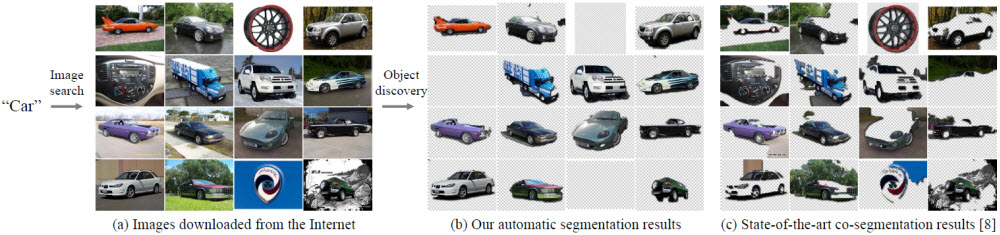 "Car"
Image
search
Object
discovery
(a) Images downloaded from the Internet
(b) Our automatic segmentation results
(c) State-of-the-art co-segmentation results [8]